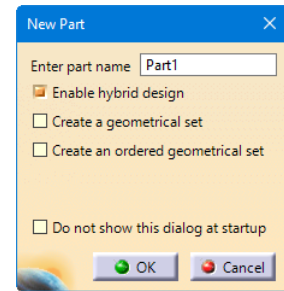 New Part
Enter part name Part1
Enable hybrid design
Create a geometrical set
Create an ordered geometrical set
Do not show this dialog at startup
OK Cancel